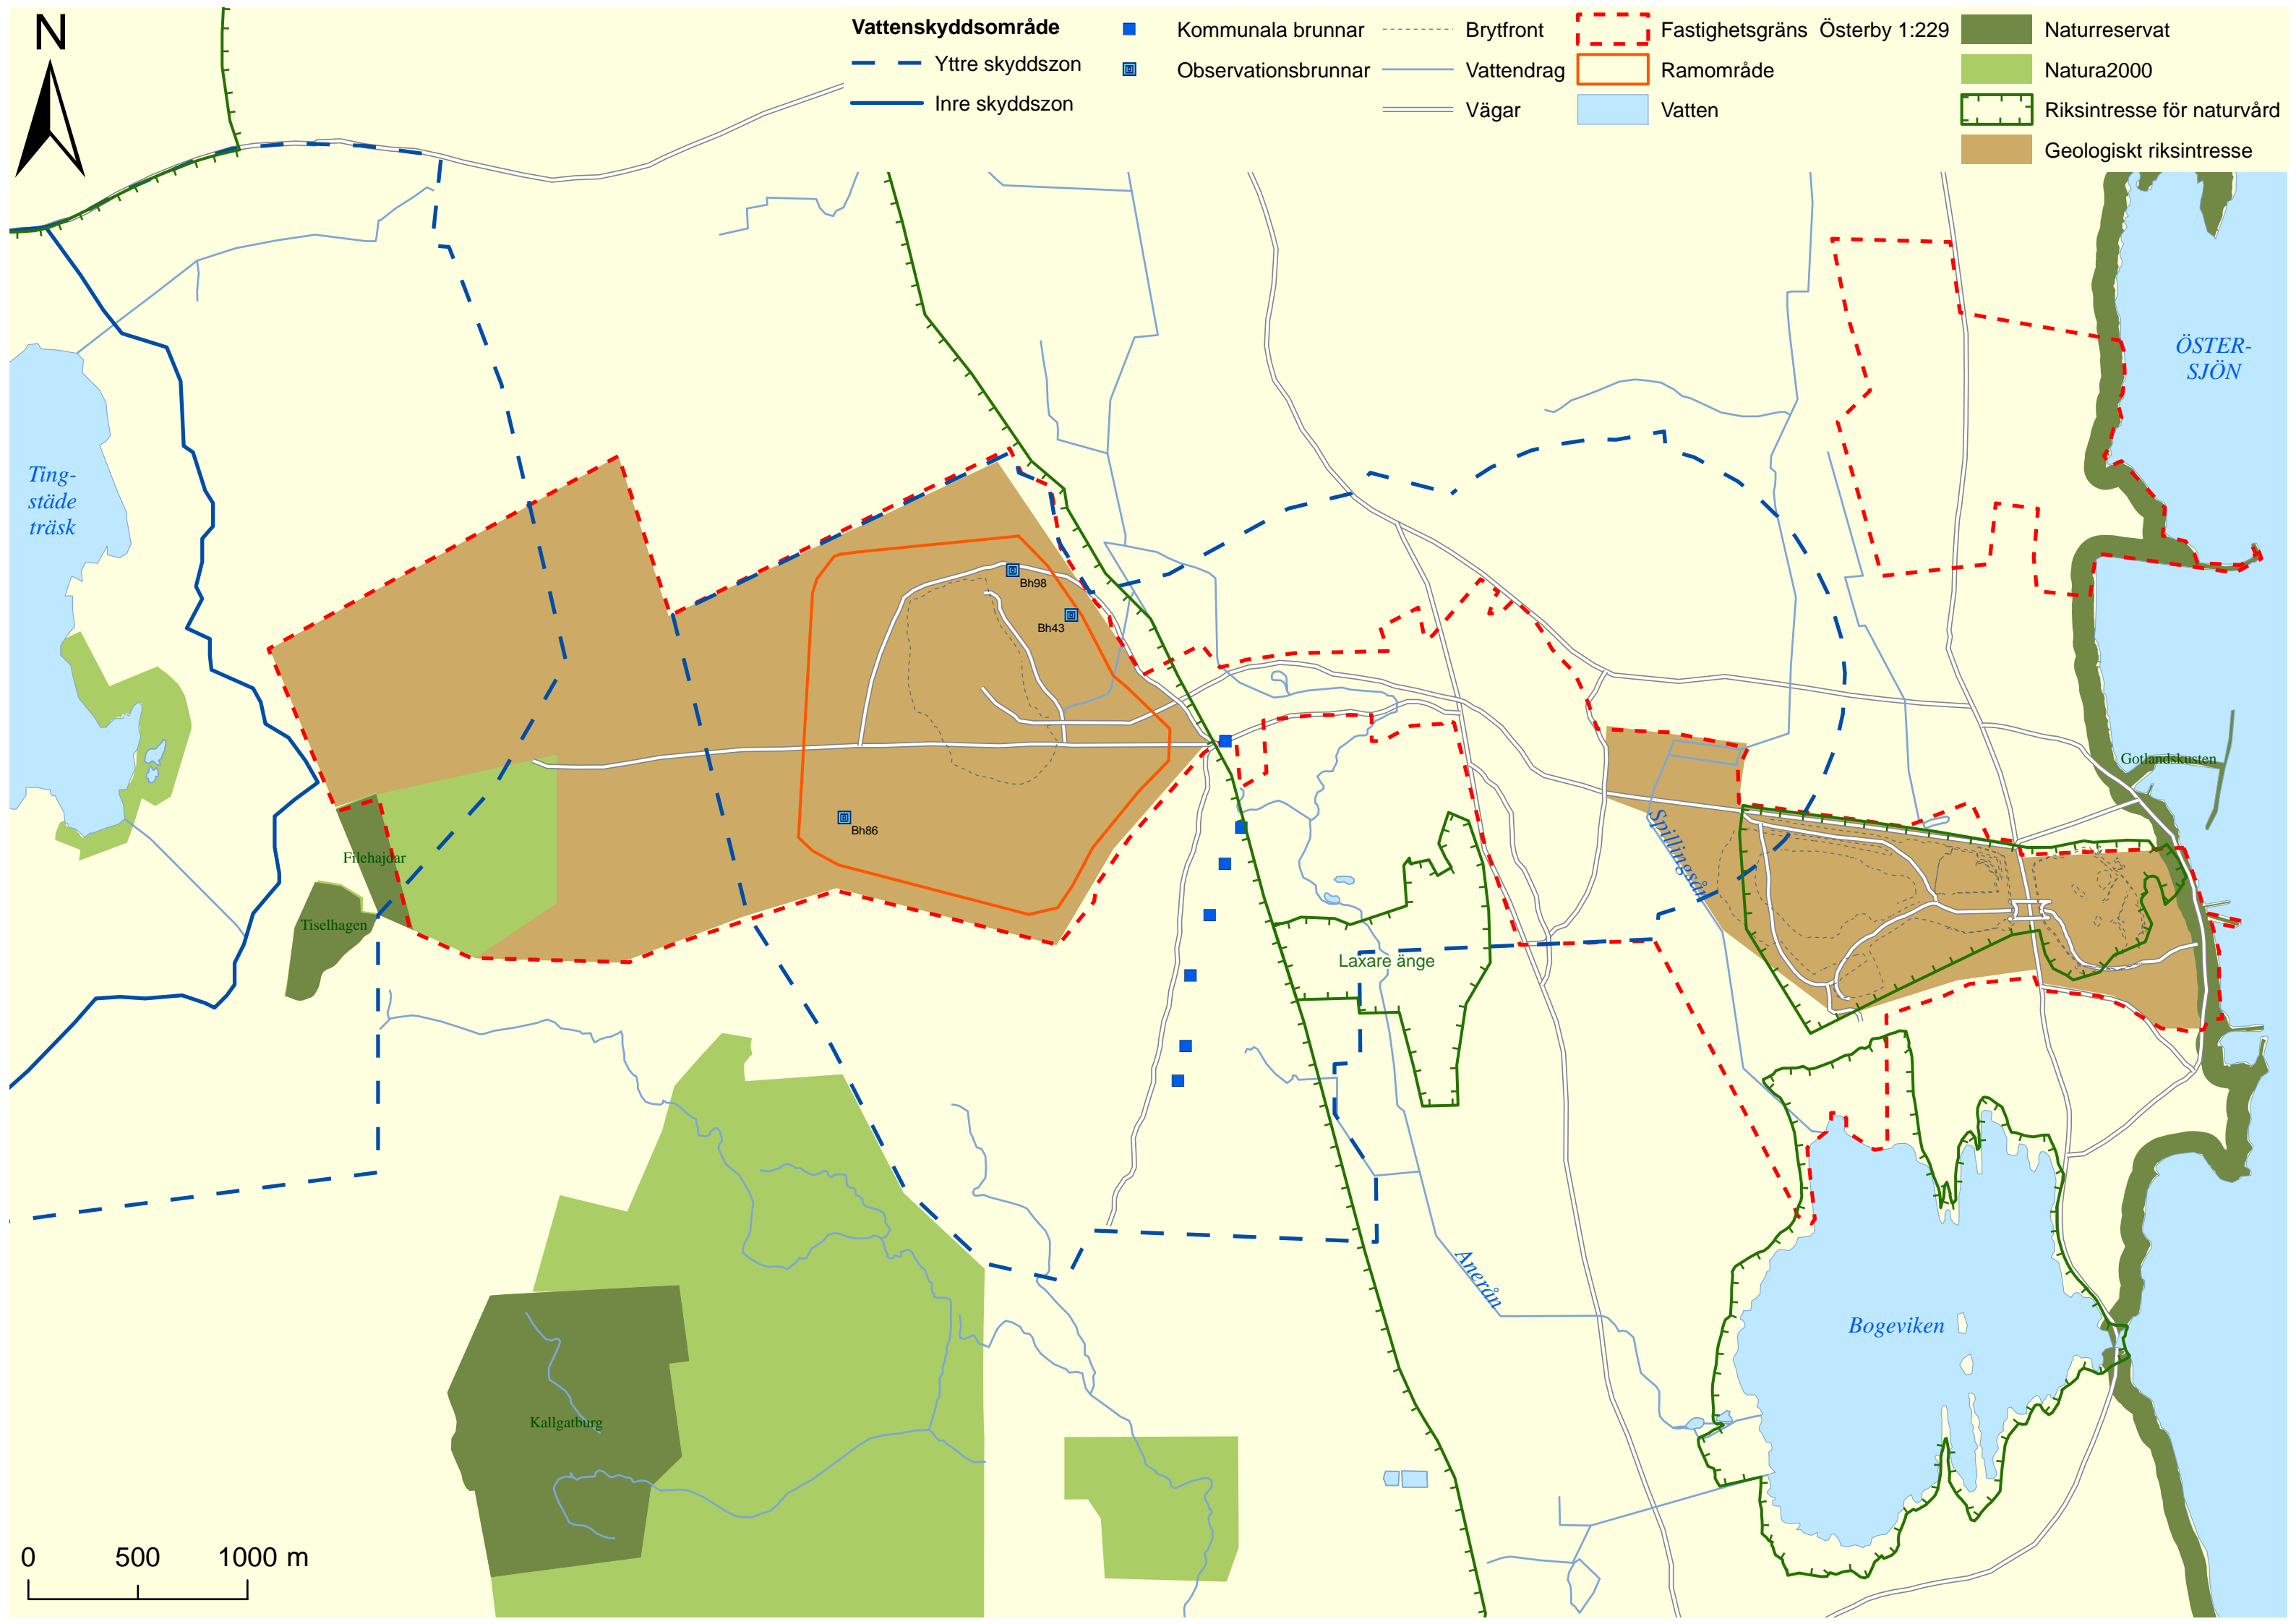 N
Vattenskyddsområde
Yttre skyddszon
Inre skyddszon
Kommunala brunnar
Observationsbrunnar
Brytfront
Vattendrag
Vägar
Fastighetsgräns Österby 1:229
Ramområde
Vatten
Naturreservat
Natura2000
Riksintresse för naturvård
Geologiskt riksintresse
ÖSTER-
SJÖN
Ting-
städe
träsk
Bh98
Bh43
Bh86
Gotlandskusten
Filehajdar
Tiselhagen
Spillingsån
Laxare änge
Anerån
Bogeviken
Kallgatburg
0 500 1000 m